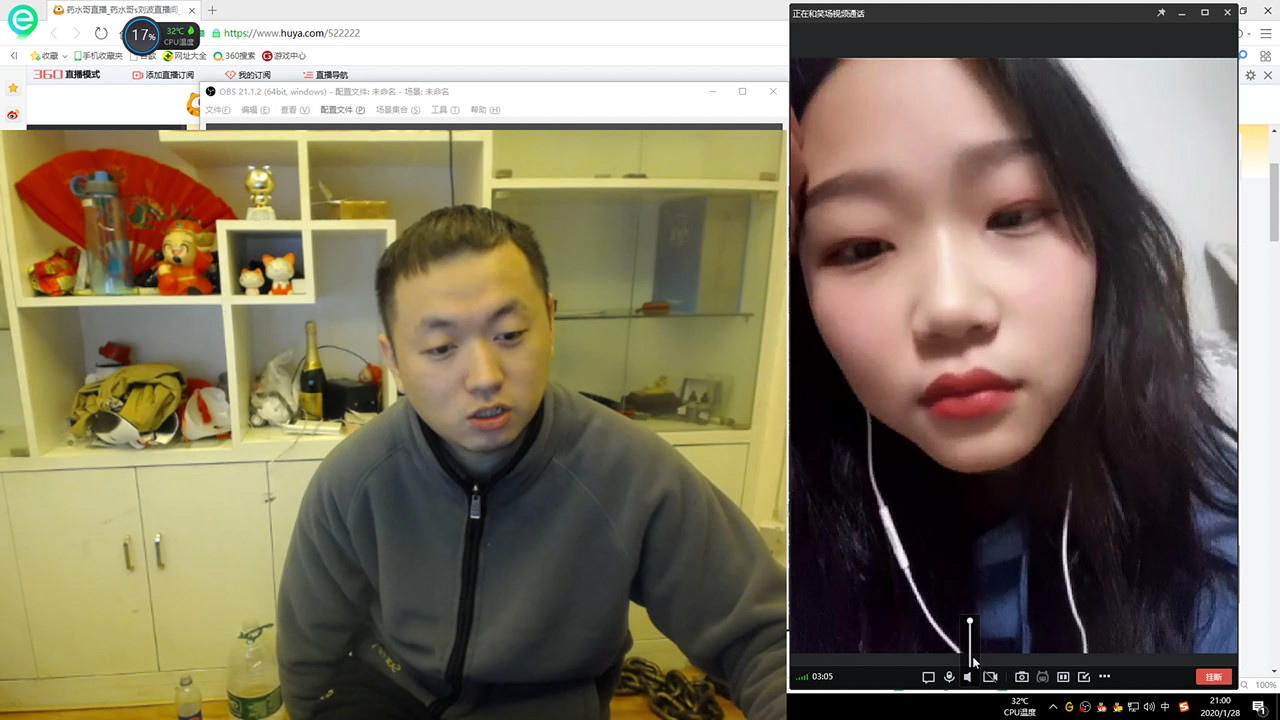 药水哥直播_药水哥s刘波直播间_
17%
32℃
CPU温度
https://www.huya.com/522222
收藏
手机收藏夹
谷歌
网址大全
360搜索
游戏中心
360直播模式
添加直播订阅
我的订阅
直播导航
OBS 21.1.2 (64bit, windows) - 配置文件: 未命名 - 场景: 未命名
文件(F) 编辑(E) 查看(V) 配置文件(P) 场景集合(S) 工具(T) 帮助(H)
正在和笑场视频通话
03:05
挂断
100%
32℃
CPU温度
中
21:00
2020/1/28